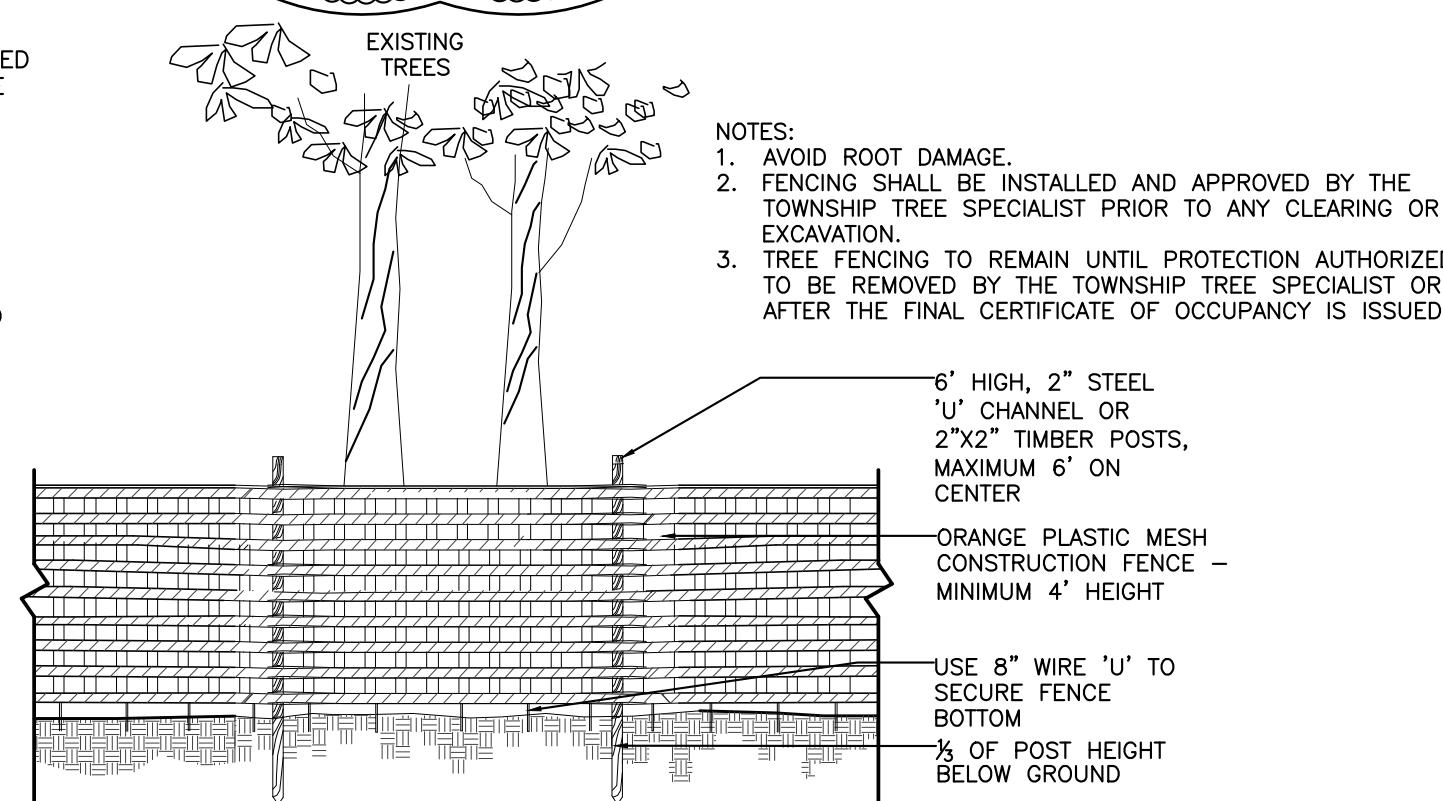 ED
EXISTING
TREES
NOTES:
1. AVOID ROOT DAMAGE.
2. FENCING SHALL BE INSTALLED AND APPROVED BY THE
TOWNSHIP TREE SPECIALIST PRIOR TO ANY CLEARING OR
EXCAVATION.
3. TREE FENCING TO REMAIN UNTIL PROTECTION AUTHORIZED
TO BE REMOVED BY THE TOWNSHIP TREE SPECIALIST OR
AFTER THE FINAL CERTIFICATE OF OCCUPANCY IS ISSUED
6' HIGH, 2" STEEL
'U' CHANNEL OR
2"X2" TIMBER POSTS,
MAXIMUM 6' ON
CENTER
ORANGE PLASTIC MESH
CONSTRUCTION FENCE –
MINIMUM 4' HEIGHT
USE 8" WIRE 'U' TO
SECURE FENCE
BOTTOM
⅓ OF POST HEIGHT
BELOW GROUND